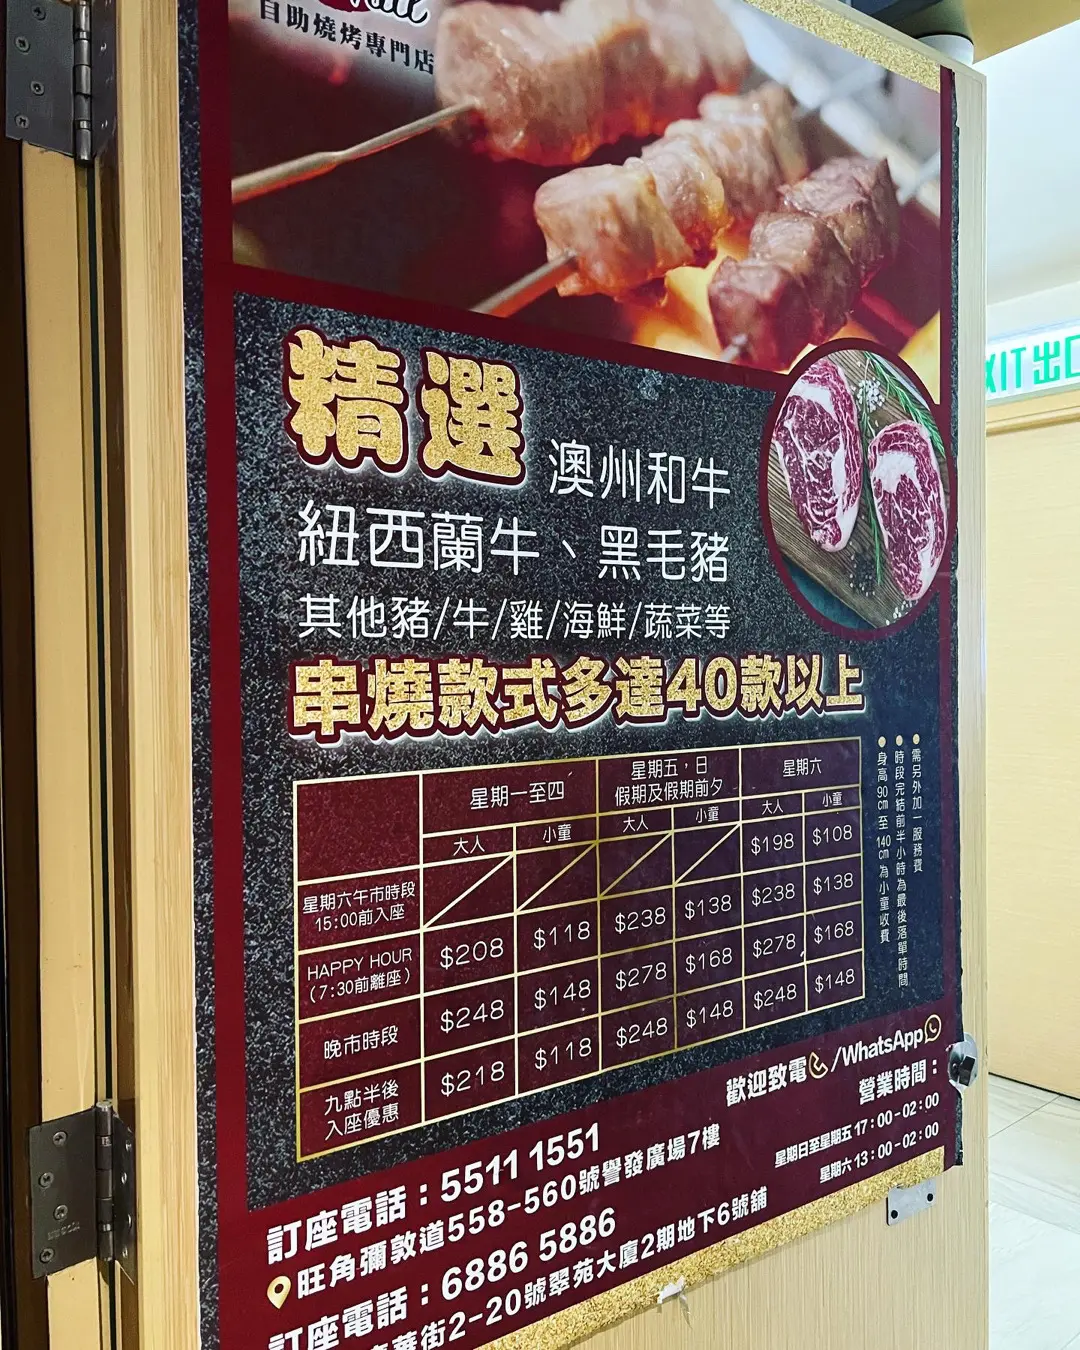 自助燒烤專門店
EXIT 出口
精選 澳州和牛
紐西蘭牛、黑毛豬
其他豬/牛/雞/海鮮/蔬菜等
串燒款式多達40款以上
星期一至四
星期五，日
假期及假期前夕
星期六
大人 小童 大人 小童 大人 小童
星期六午市時段
15:00前入座
$198 $108
HAPPY HOUR
(7:30前離座)
$208 $118 $238 $138 $238 $138
晚市時段
$248 $148 $278 $168 $278 $168
九點半後
入座優惠
$218 $118 $248 $148 $248 $148
需另外加一服務費
時段完結前半小時為最後落單時間
身高90cm至140cm為小童收費
歡迎致電/WhatsApp
營業時間：
星期日至星期五 17：00-02：00
星期六 13：00-02：00
訂座電話：5511 1551
旺角彌敦道558-560號譽發廣場7樓
訂座電話：6886 5886
華街2-20號翠苑大廈2期地下6號舖